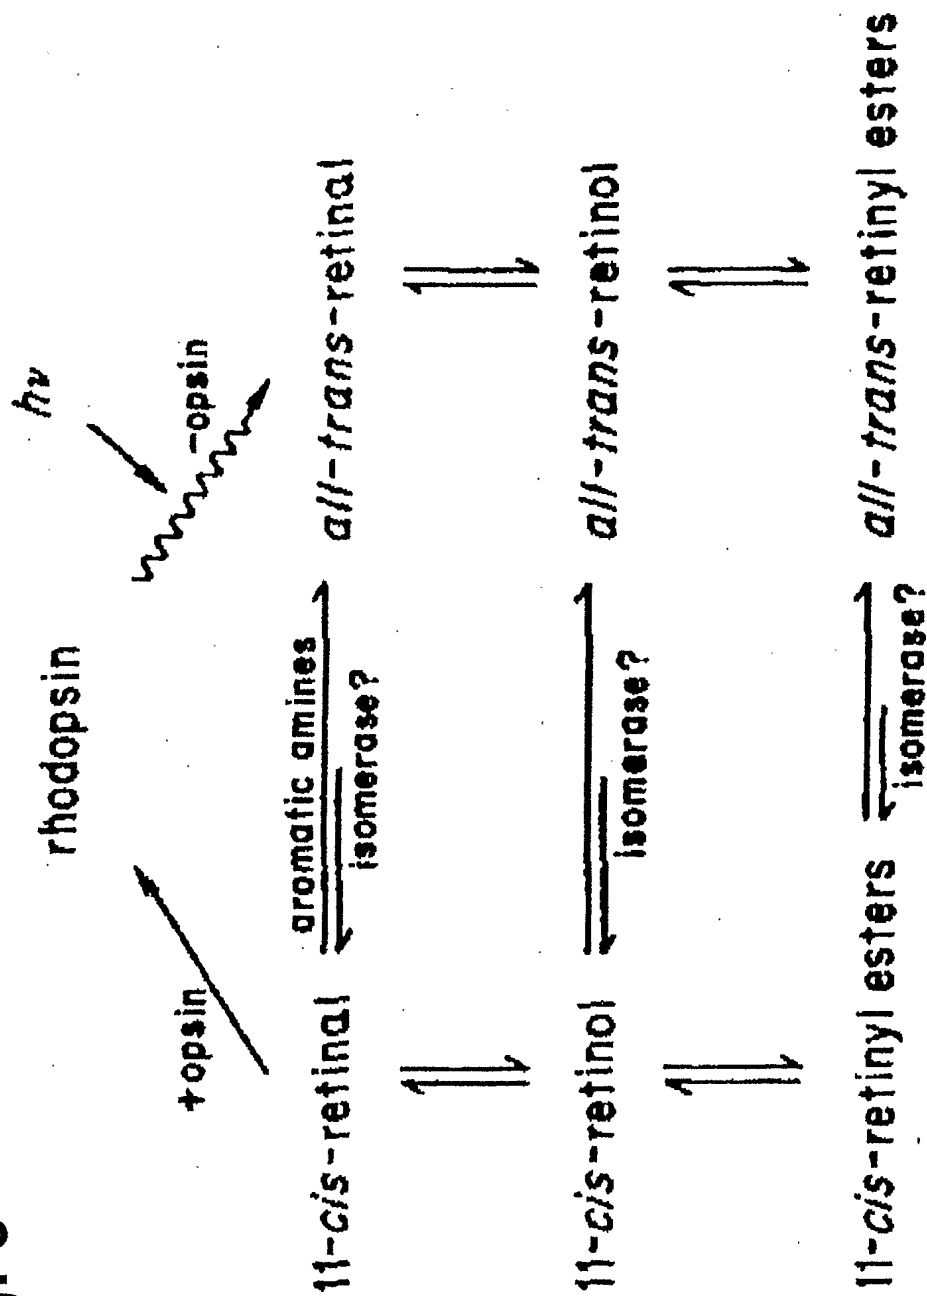 hν
rhodopsin
+opsin
-opsin
11-cis-retinal
aromatic amines
isomerase?
all-trans-retinal
11-cis-retinol
isomerase?
all-trans-retinol
11-cis-retinyl esters
isomerase?
all-trans-retinyl esters